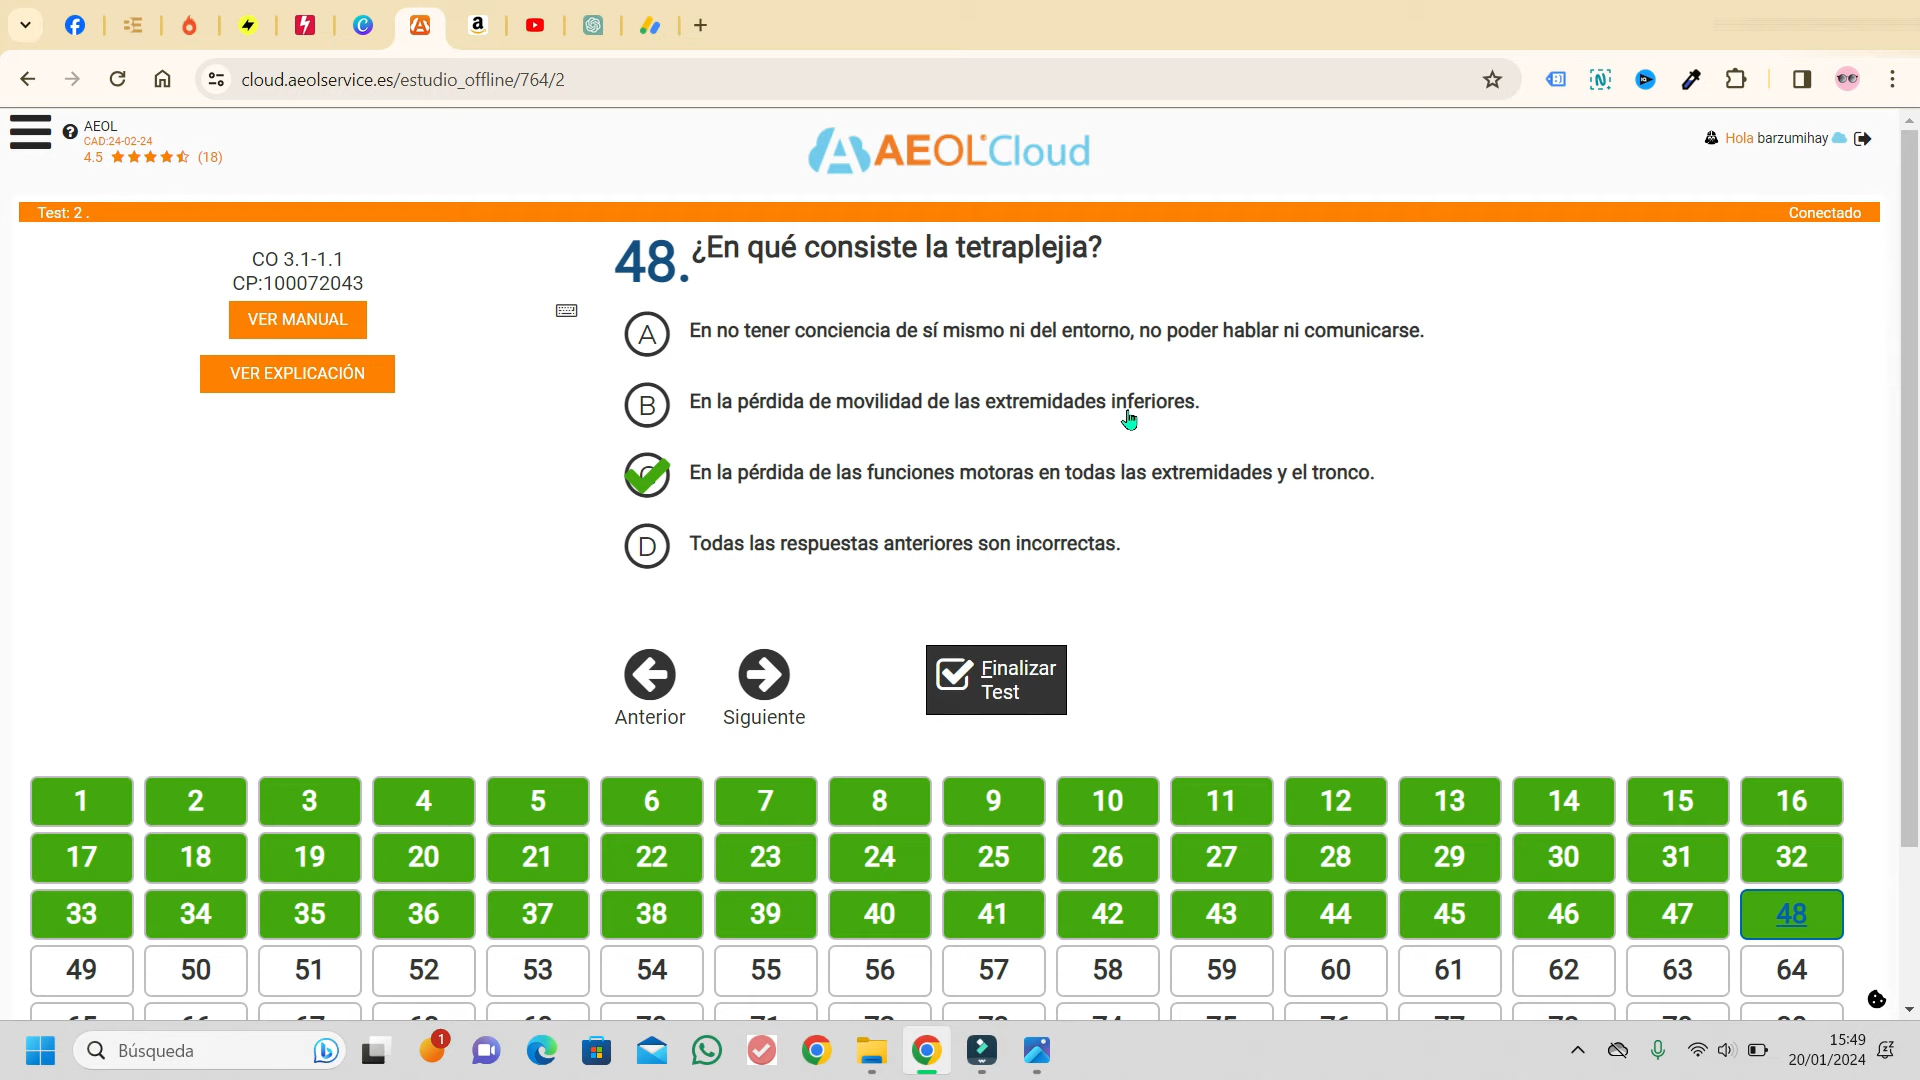 cloud.aeolservice.es/estudio_offline/764/2
AEOL
CAD:24-02-24
4.5 (18)
AEOL Cloud
Hola barzumihay
Test: 2 .
Conectado
CO 3.1-1.1
CP:100072043
VER MANUAL
VER EXPLICACIÓN
48. ¿En qué consiste la tetraplejia?
A En no tener conciencia de sí mismo ni del entorno, no poder hablar ni comunicarse.
B En la pérdida de movilidad de las extremidades inferiores.
En la pérdida de las funciones motoras en todas las extremidades y el tronco.
D Todas las respuestas anteriores son incorrectas.
Anterior
Siguiente
Finalizar
Test
1 2 3 4 5 6 7 8 9 10 11 12 13 14 15 16
17 18 19 20 21 22 23 24 25 26 27 28 29 30 31 32
33 34 35 36 37 38 39 40 41 42 43 44 45 46 47 48
49 50 51 52 53 54 55 56 57 58 59 60 61 62 63 64
Búsqueda
1
15:49
20/01/2024